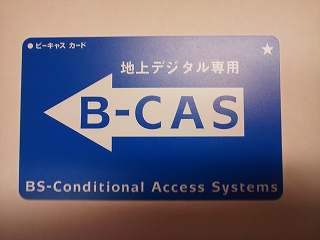 ●ビーキャス カード
★
地上デジタル専用
B-CAS
BS-Conditional Access Systems